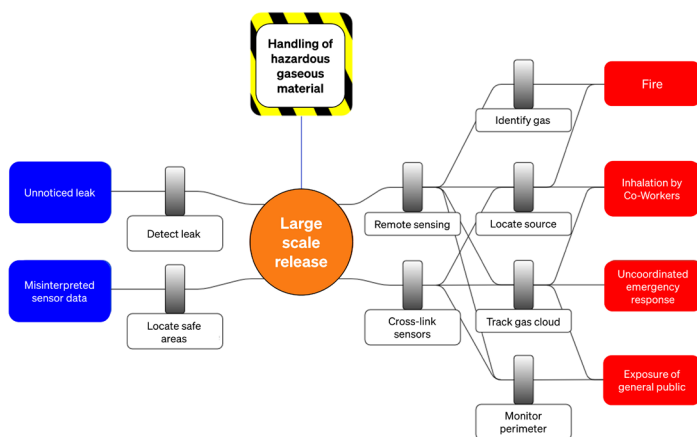 Handling of
hazardous
gaseous
material
Identify gas
Fire
Unnoticed leak
Detect leak
Large
scale
release
Remote sensing
Locate source
Inhalation by
Co-Workers
Misinterpreted
sensor data
Locate safe
areas
Cross-link
sensors
Track gas cloud
Uncoordinated
emergency
response
Monitor
perimeter
Exposure of
general public